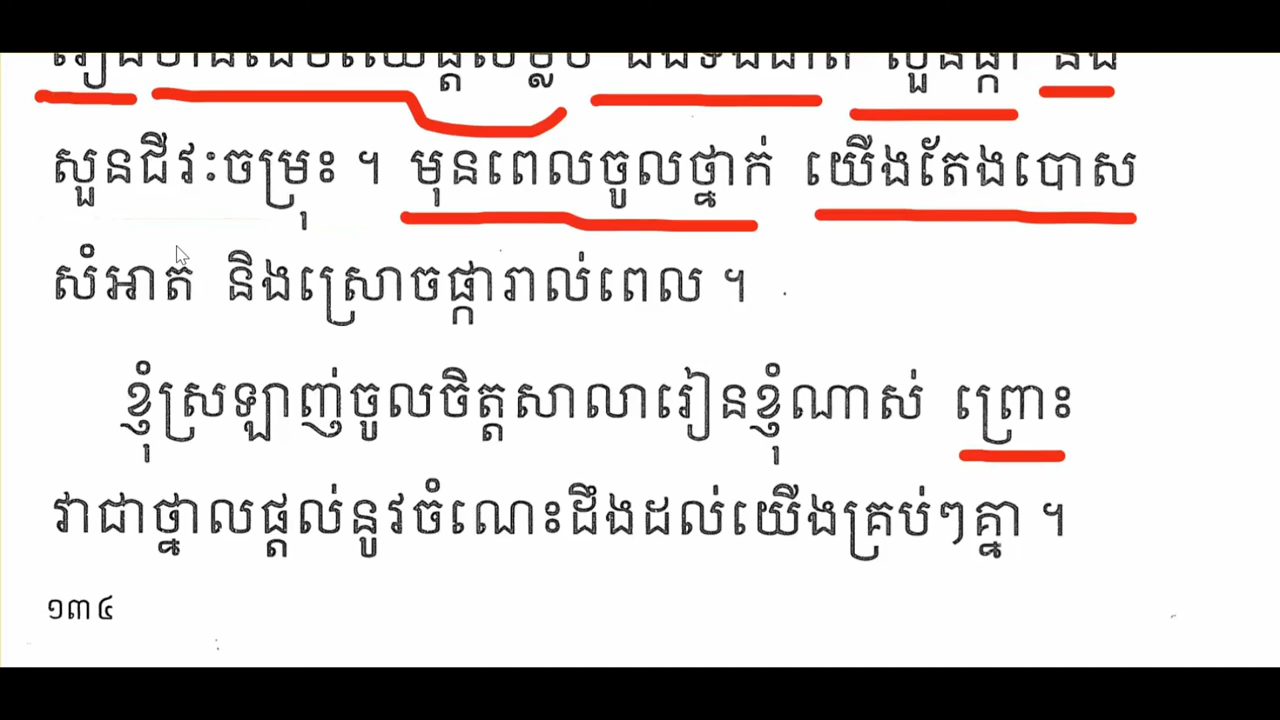 សួនជីវៈចម្រុះ ។ មុនពេលចូលថ្នាក់ យើងតែងបោស
សំអាត និងស្រោចផ្ការាល់ពេល ។
ខ្ញុំស្រឡាញ់ចូលចិត្តសាលារៀនខ្ញុំណាស់ ព្រោះ
វាជាថ្នាលផ្ដល់នូវចំណេះដឹងដល់យើងគ្រប់ៗគ្នា ។
១៣៤